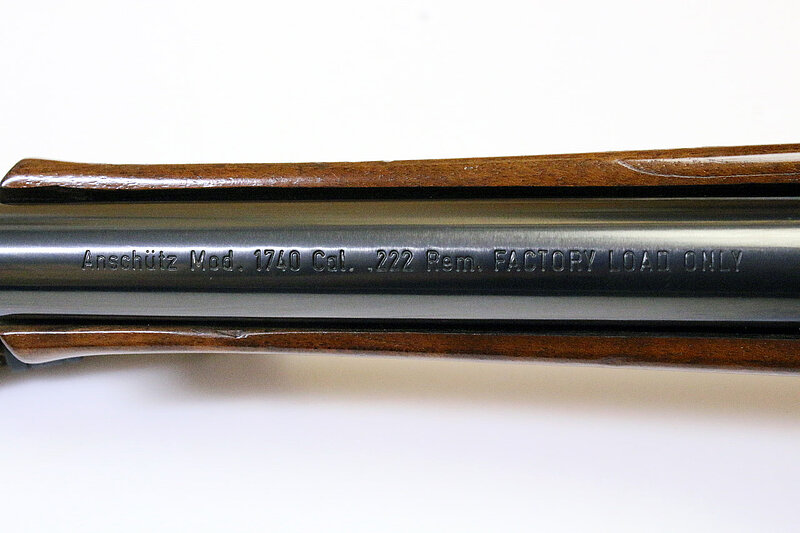 Anschütz Mod. 1740 Cal. .222 Rem. FACTORY LOAD ONLY